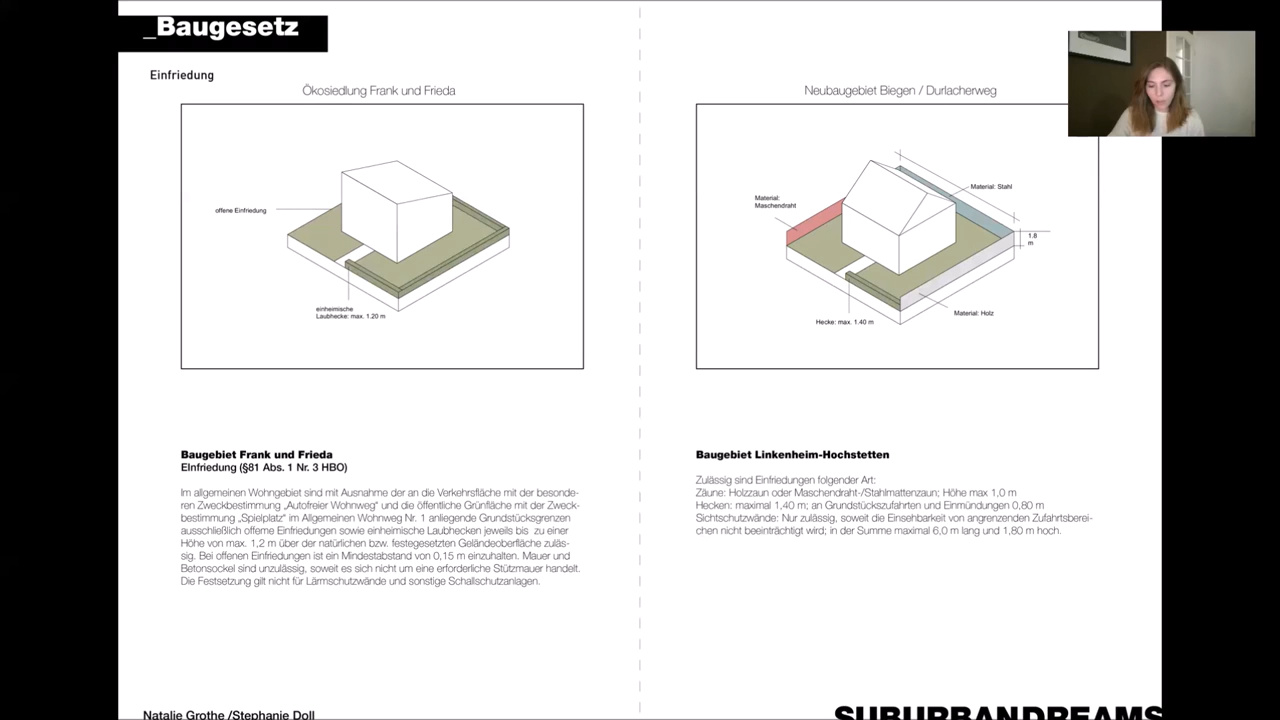 _Baugesetz
Einfriedung
Ökosiedlung Frank und Frieda
offene Einfriedung
einheimische
Laubhecke: max. 1.20 m
Baugebiet Frank und Frieda
EInfriedung (§81 Abs. 1 Nr. 3 HBO)
Im allgemeinen Wohngebiet sind mit Ausnahme der an die Verkehrsfläche mit der besonde-
ren Zweckbestimmung „Autofreier Wohnweg“ und die öffentliche Grünfläche mit der Zweck-
bestimmung „Spielplatz“ im Allgemeinen Wohnweg Nr. 1 anliegende Grundstücksgrenzen
ausschließlich offeme Einfriedungen sowie einheimische Laubhecken jeweils bis zu einer
Höhe von max. 1,2 m über der natürlichen bzw. festgesetzten Geländeoberfläche zuläs-
sig. Bei offenen Einfriedungen ist ein Mindestabstand von 0,15 m einzuhalten. Mauer und
Betonsockel sind unzulässig, soweit es sich nicht um eine erforderliche Stützmauer handelt.
Die Festsetzung gilt nicht für Lärmschutzwände und sonstige Schallschutzanlagen.
Natalie Grothe /Stephanie Doll
Neubaugebiet Biegen / Durlacherweg
Material:
Maschendraht
Material: Stahl
1.8
m
Material: Holz
Hecke: max. 1.40 m
Baugebiet Linkenheim-Hochstetten
Zulässig sind Einfriedungen folgender Art:
Zäune: Holzzaun oder Maschendraht-/Stahlmattenzaun; Höhe max 1,0 m
Hecken: maximal 1,40 m; an Grundstückszufahrten und Einmündungen 0,80 m
Sichtschutzwände: Nur zulässig, soweit die Einsehbarkeit von angrenzenden Zufahrtsberei-
chen nicht beeinträchtigt wird; in der Summe maximal 6,0 m lang und 1,80 m hoch.
SUBURBANDREAMS